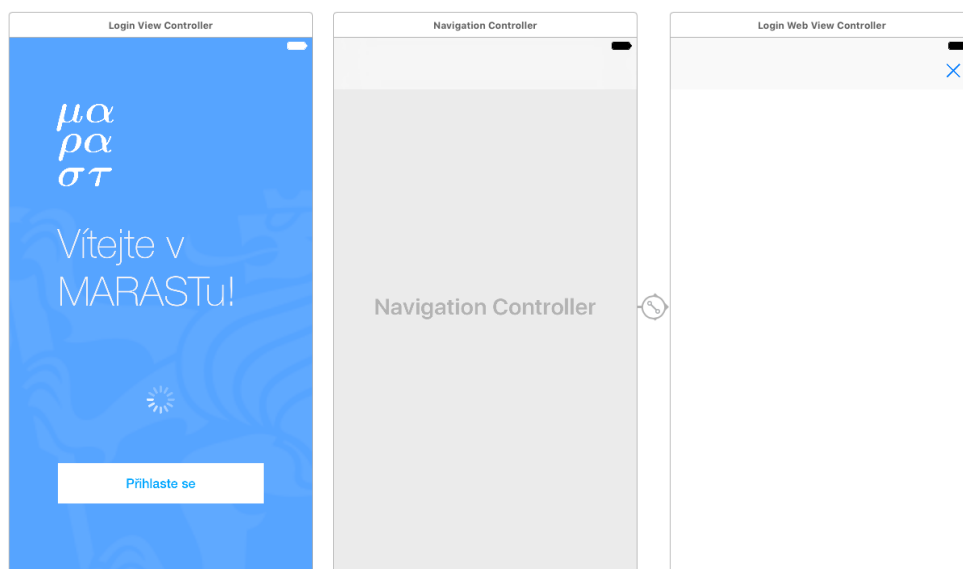 Login View Controller
Navigation Controller
Login Web View Controller
μα
ρα
στ
Vítejte v
MARASTu!
Navigation Controller
Přihlaste se